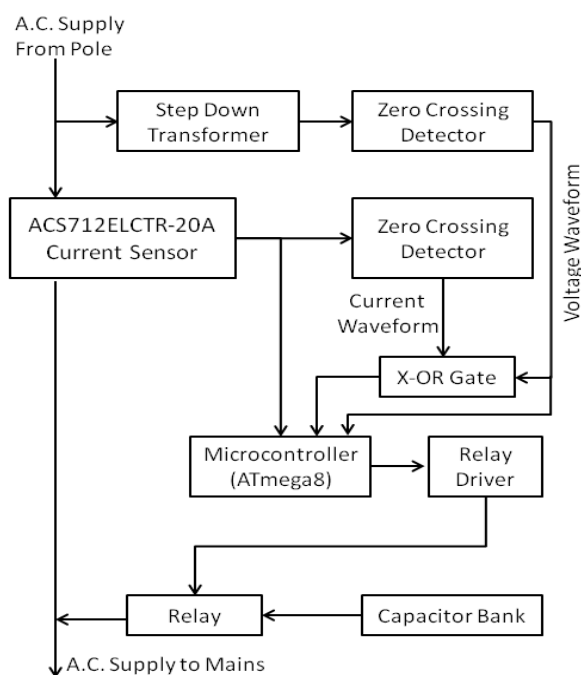 A.C. Supply
From Pole
Step Down
Transformer
Zero Crossing
Detector
ACS712ELCTR-20A
Current Sensor
Zero Crossing
Detector
Voltage Waveform
Current
Waveform
X-OR Gate
Microcontroller
(ATmega8)
Relay
Driver
Relay
Capacitor Bank
A.C. Supply to Mains